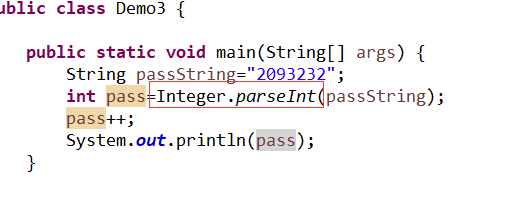 ublic class Demo3 {
public static void main(String[] args) {
String passString="2093232";
int pass=Integer.parseInt(passString);
pass++;
System.out.println(pass);
}